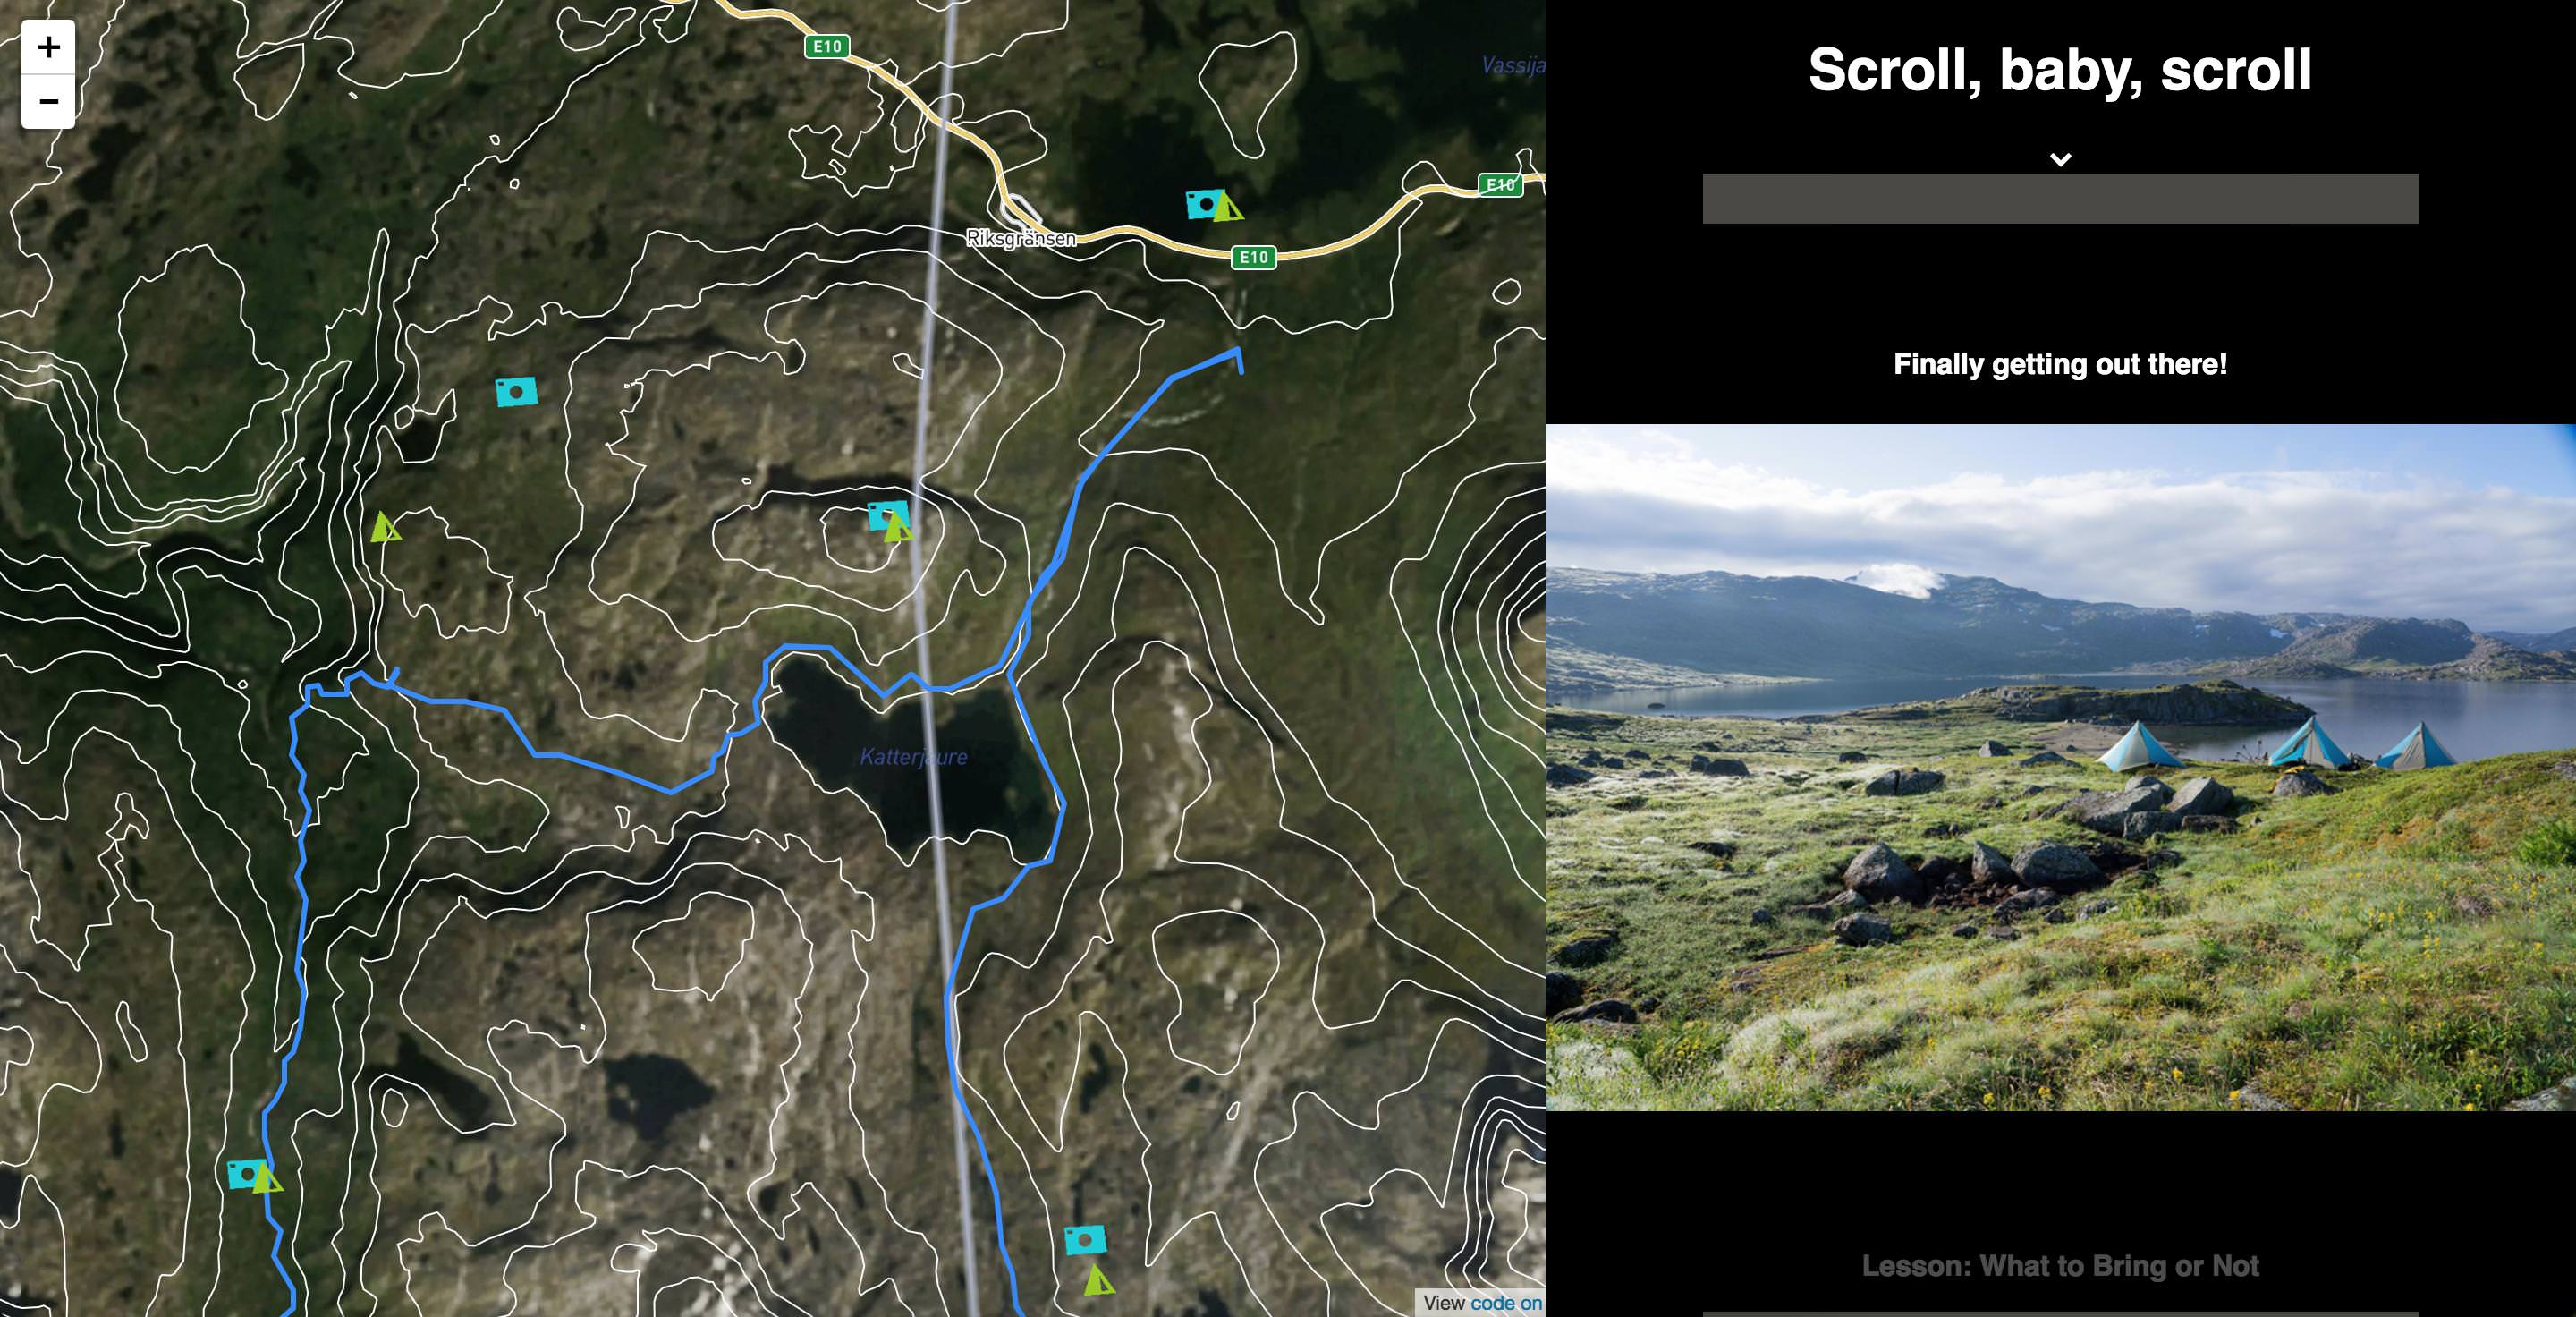 +
−
E10
Vassija
E10
Riksgränsen
E10
Katterjaure
View code on
Scroll, baby, scroll
Finally getting out there!
Lesson: What to Bring or Not